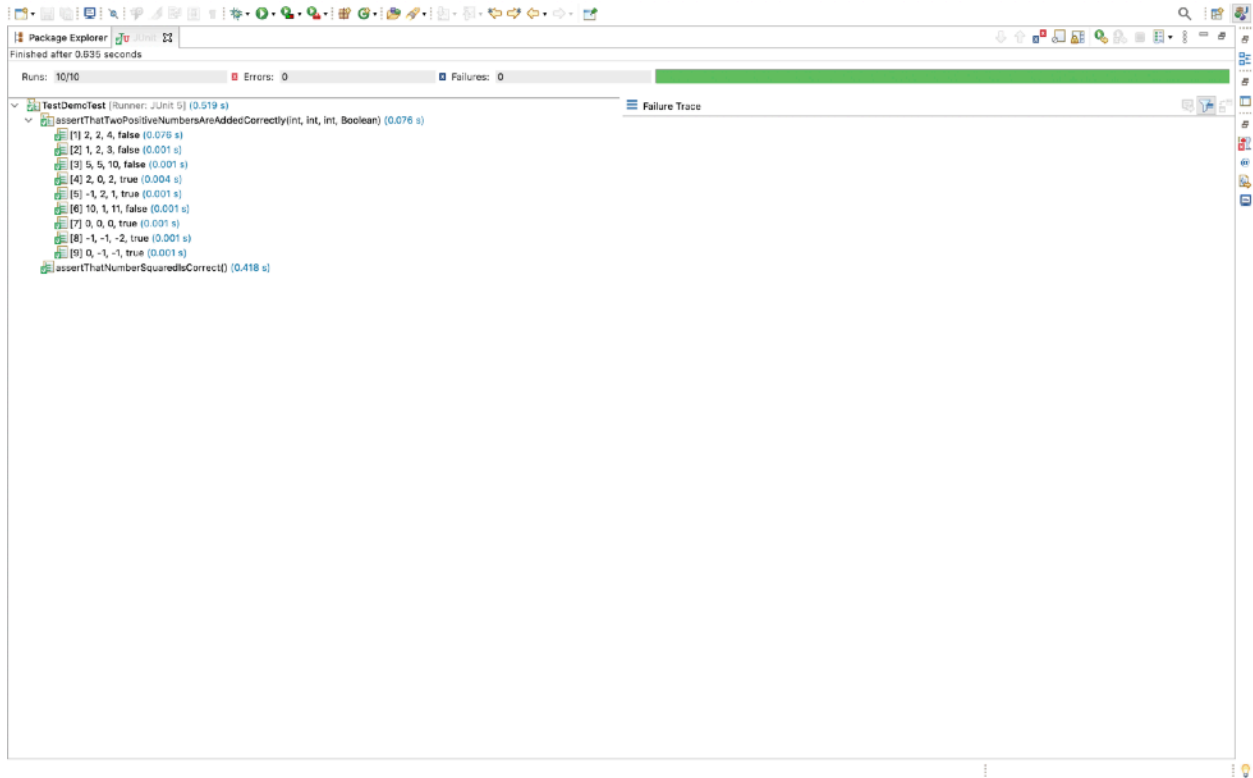 Package Explorer JUnit
Finished after 0.635 seconds
Runs: 10/10 Errors: 0 Failures: 0
TestDemoTest [Runner: JUnit 5] (0.519 s)
Failure Trace
assertThatTwoPositiveNumbersAreAddedCorrectly(int, int, int, Boolean) (0.076 s)
[1] 2, 2, 4, false (0.076 s)
[2] 1, 2, 3, false (0.001 s)
[3] 5, 5, 10, false (0.001 s)
[4] 2, 0, 2, true (0.004 s)
[5] -1, 2, 1, true (0.001 s)
[6] 10, 1, 11, false (0.001 s)
[7] 0, 0, 0, true (0.001 s)
[8] -1, -1, -2, true (0.001 s)
[9] 0, -1, -1, true (0.001 s)
assertThatNumberSquaredIsCorrect() (0.418 s)